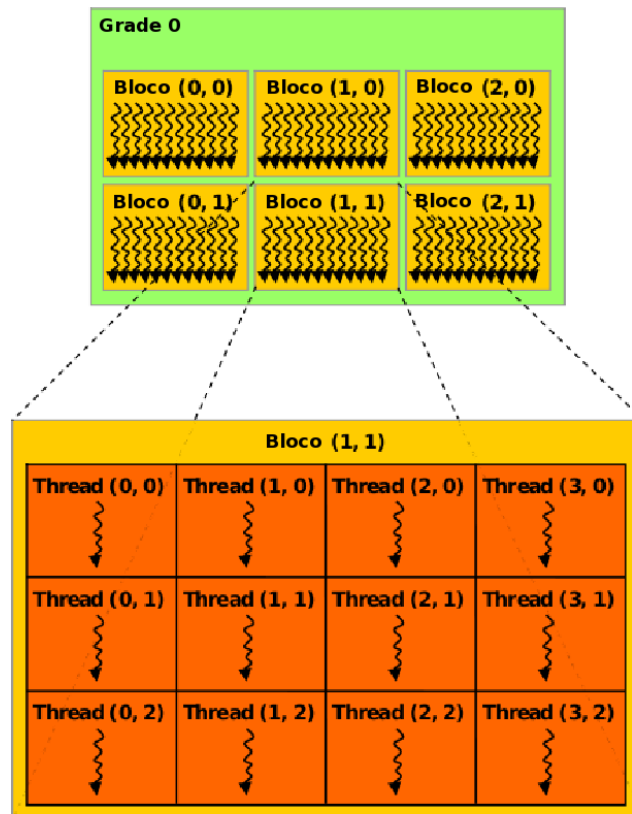 Grade 0
Bloco (0, 0) Bloco (1, 0) Bloco (2, 0)
Bloco (0, 1) Bloco (1, 1) Bloco (2, 1)
Bloco (1, 1)
Thread (0, 0) Thread (1, 0) Thread (2, 0) Thread (3, 0)
Thread (0, 1) Thread (1, 1) Thread (2, 1) Thread (3, 1)
Thread (0, 2) Thread (1, 2) Thread (2, 2) Thread (3, 2)